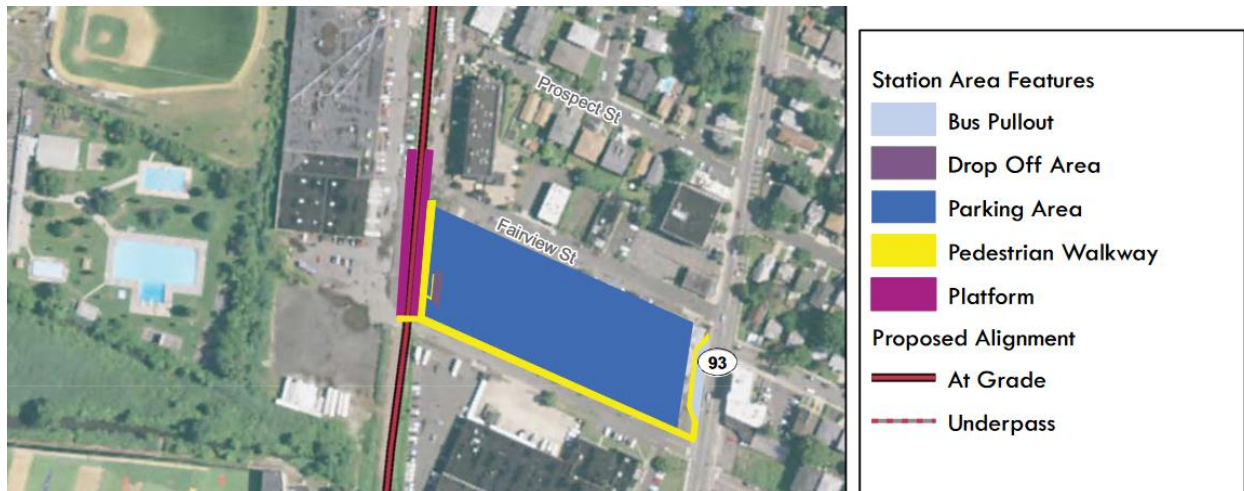 Prospect St
Fairview St
93
Station Area Features
Bus Pullout
Drop Off Area
Parking Area
Pedestrian Walkway
Platform
Proposed Alignment
At Grade
Underpass